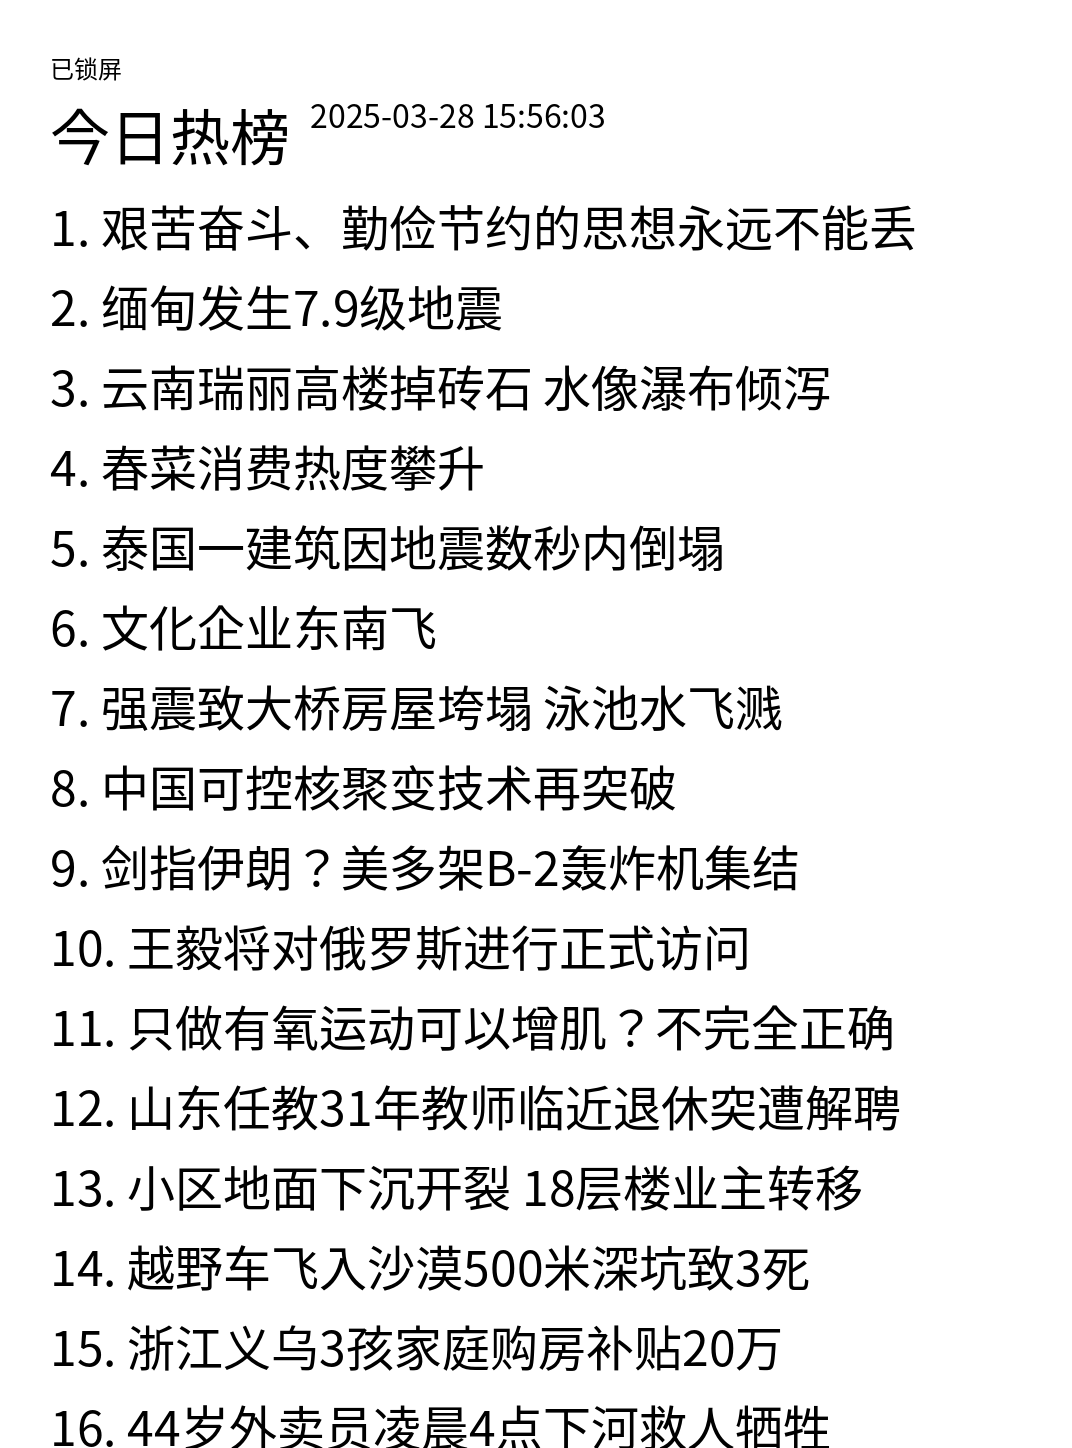 已锁屏
今日热榜 2025-03-28 15:56:03
1. 艰苦奋斗、勤俭节约的思想永远不能丢
2. 缅甸发生7.9级地震
3. 云南瑞丽高楼掉砖石 水像瀑布倾泻
4. 春菜消费热度攀升
5. 泰国一建筑因地震数秒内倒塌
6. 文化企业东南飞
7. 强震致大桥房屋垮塌 泳池水飞溅
8. 中国可控核聚变技术再突破
9. 剑指伊朗？美多架B-2轰炸机集结
10. 王毅将对俄罗斯进行正式访问
11. 只做有氧运动可以增肌？不完全正确
12. 山东任教31年教师临近退休突遭解聘
13. 小区地面下沉开裂 18层楼业主转移
14. 越野车飞入沙漠500米深坑致3死
15. 浙江义乌3孩家庭购房补贴20万
16. 44岁外卖员凌晨4点下河救人牺牲